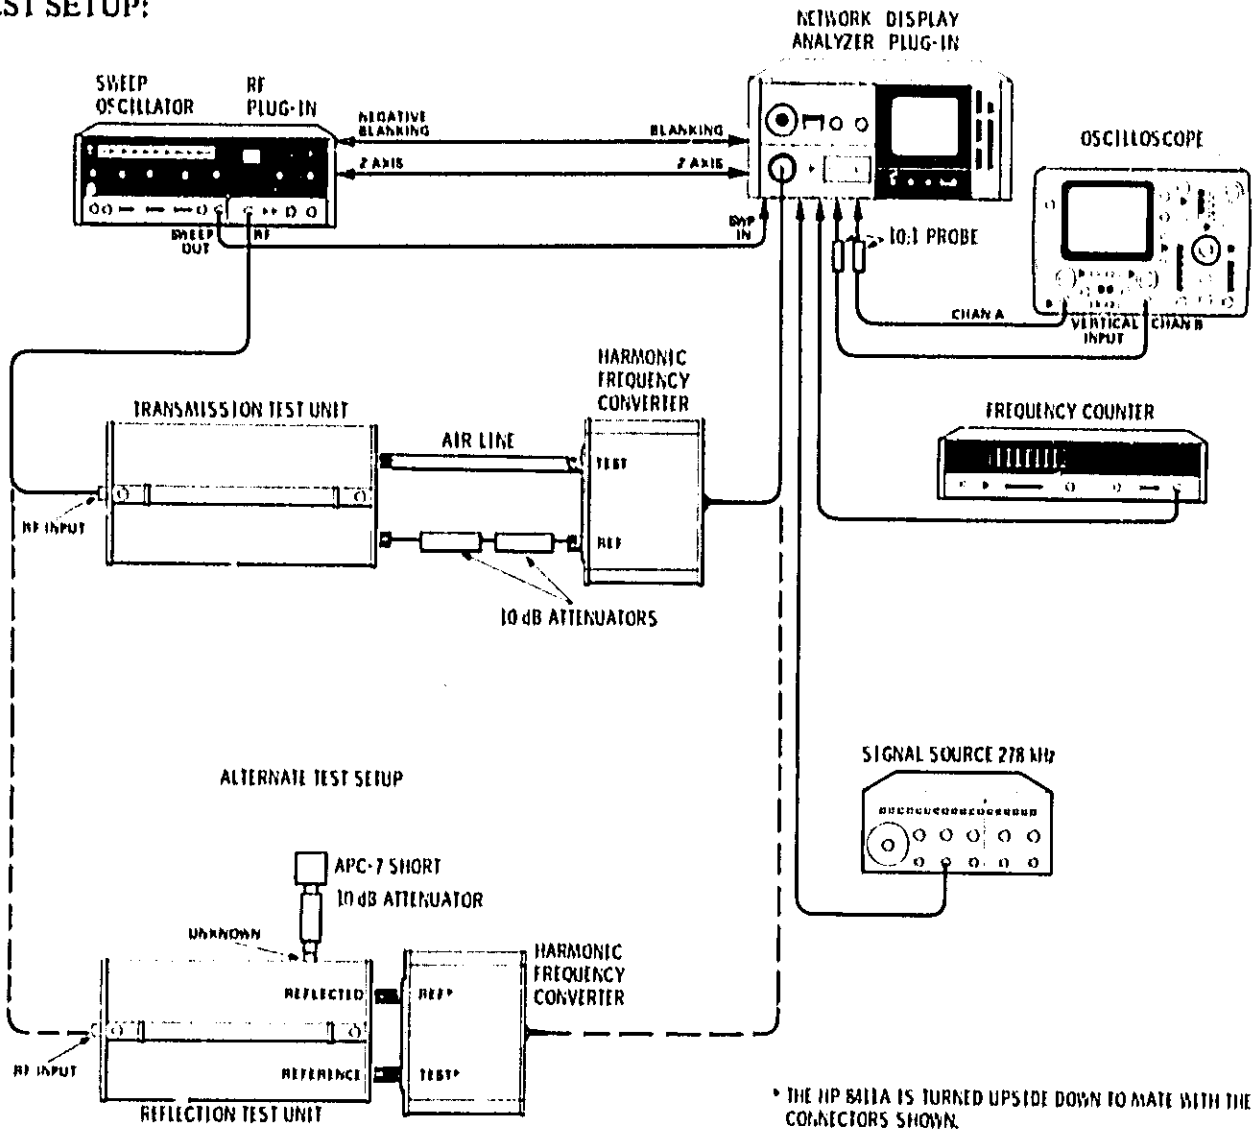 EST SETUP:
NETWORK DISPLAY
ANALYZER PLUG-IN
SWEEP
OSCILLATOR
RF
PLUG-IN
NEGATIVE
BLANKING
BLANKING
Z AXIS
Z AXIS
OSCILLOSCOPE
SWEEP
OUT
RF
SWP
IN
10:1 PROBE
CHAN A
VERTICAL
INPUT
CHAN B
HARMONIC
FREQUENCY
CONVERTER
TRANSMISSION TEST UNIT
AIR LINE
TEST
FREQUENCY COUNTER
RF INPUT
REF
10 dB ATTENUATORS
SIGNAL SOURCE 278 kHz
ALTERNATE TEST SETUP
APC-7 SHORT
10 dB ATTENUATOR
UNKNOWN
HARMONIC
FREQUENCY
CONVERTER
REFLECTED
REF*
RF INPUT
REFERENCE
TEST*
REFLECTION TEST UNIT
* THE HP 8411A IS TURNED UPSIDE DOWN TO MATE WITH THE
CONNECTORS SHOWN.